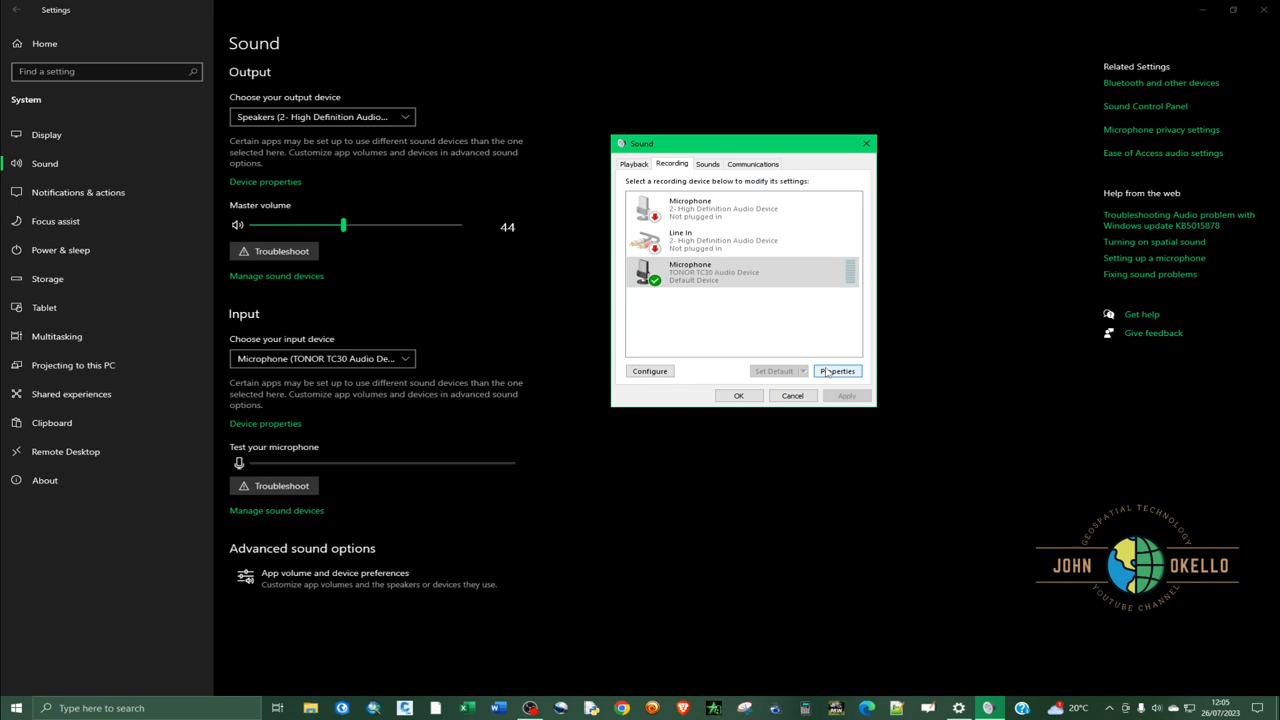 Settings
Home
Find a setting
System
Display
Sound
Notifications & actions
Focus assist
Power & sleep
Storage
Tablet
Multitasking
Projecting to this PC
Shared experiences
Clipboard
Remote Desktop
About
Sound
Output
Choose your output device
Speakers (2- High Definition Audio...
Certain apps may be set up to use different sound devices than the
one selected here. Customize app volumes and devices in advanced
sound options.
Device properties
Master volume
44
Troubleshoot
Manage sound devices
Input
Choose your input device
Microphone (TONOR TC30 Audio De...
Certain apps may be set up to use different sound devices than the
one selected here. Customize app volumes and devices in advanced
sound options.
Device properties
Test your microphone
Troubleshoot
Manage sound devices
Advanced sound options
App volume and device preferences
Customize app volumes and the speakers or devices they use.
Sound
Playback Recording Sounds Communications
Select a recording device below to modify its settings:
Microphone
2- High Definition Audio Device
Not plugged in
Line In
2- High Definition Audio Device
Not plugged in
Microphone
TONOR TC30 Audio Device
Default Device
Configure Set Default Properties
OK Cancel Apply
Related Settings
Bluetooth and other devices
Sound Control Panel
Microphone privacy settings
Ease of Access audio settings
Help from the web
Troubleshooting Audio problem with
Windows update KB5015878
Turning on spatial sound
Setting up a microphone
Fixing sound problems
Get help
Give feedback
GEOSPATIAL TECHNOLOGY
JOHN OKELLO
YOUTUBE CHANNEL
Type here to search
20°C
12:05
26/07/2023